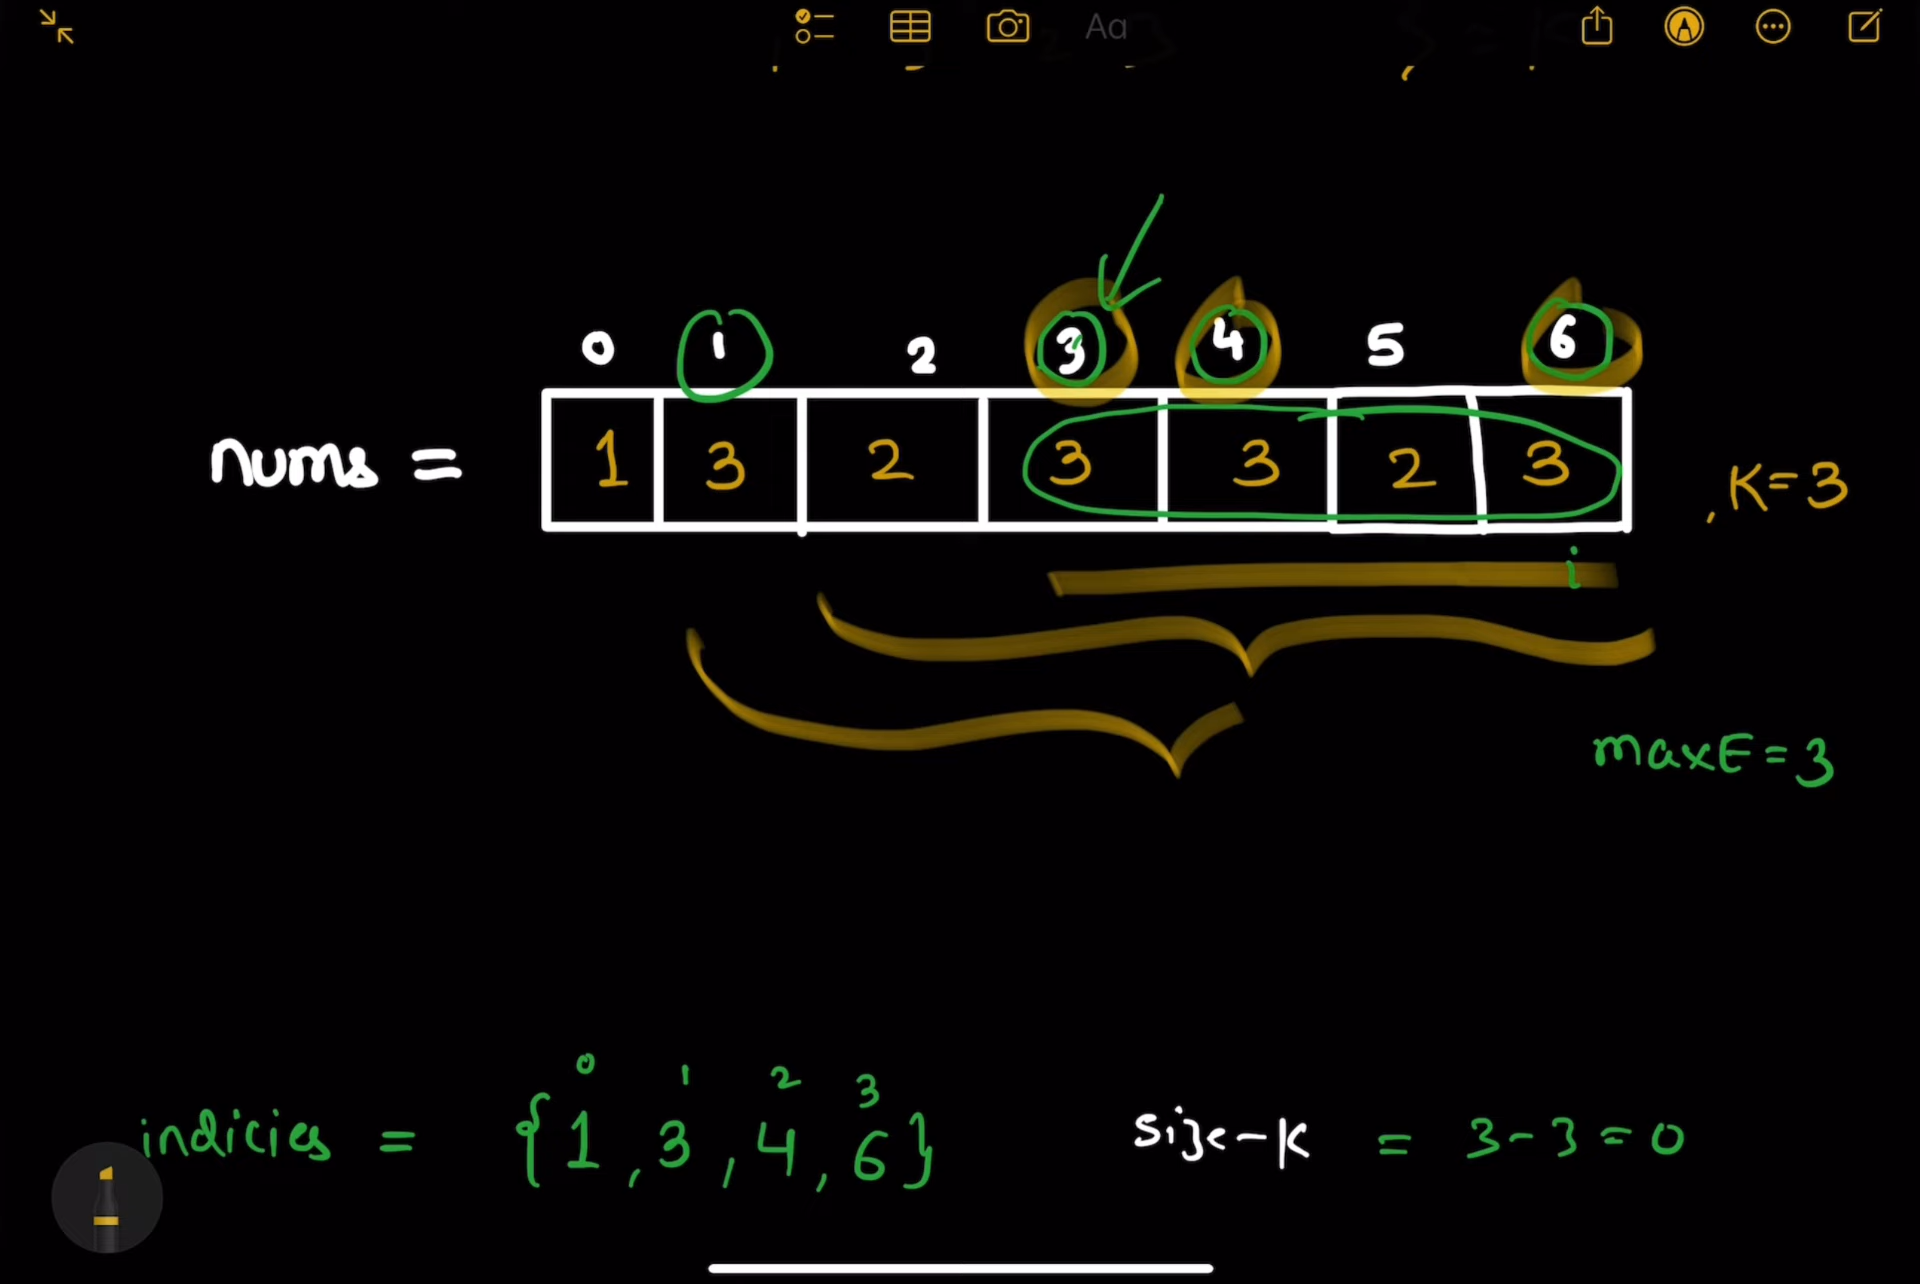 Aa
0 1 2 3 4 5 6
nums = 1 3 2 3 3 2 3 , K=3
i
maxE = 3
0 1 2 3
indicies = {1, 3, 4, 6} size-K = 3-3=0